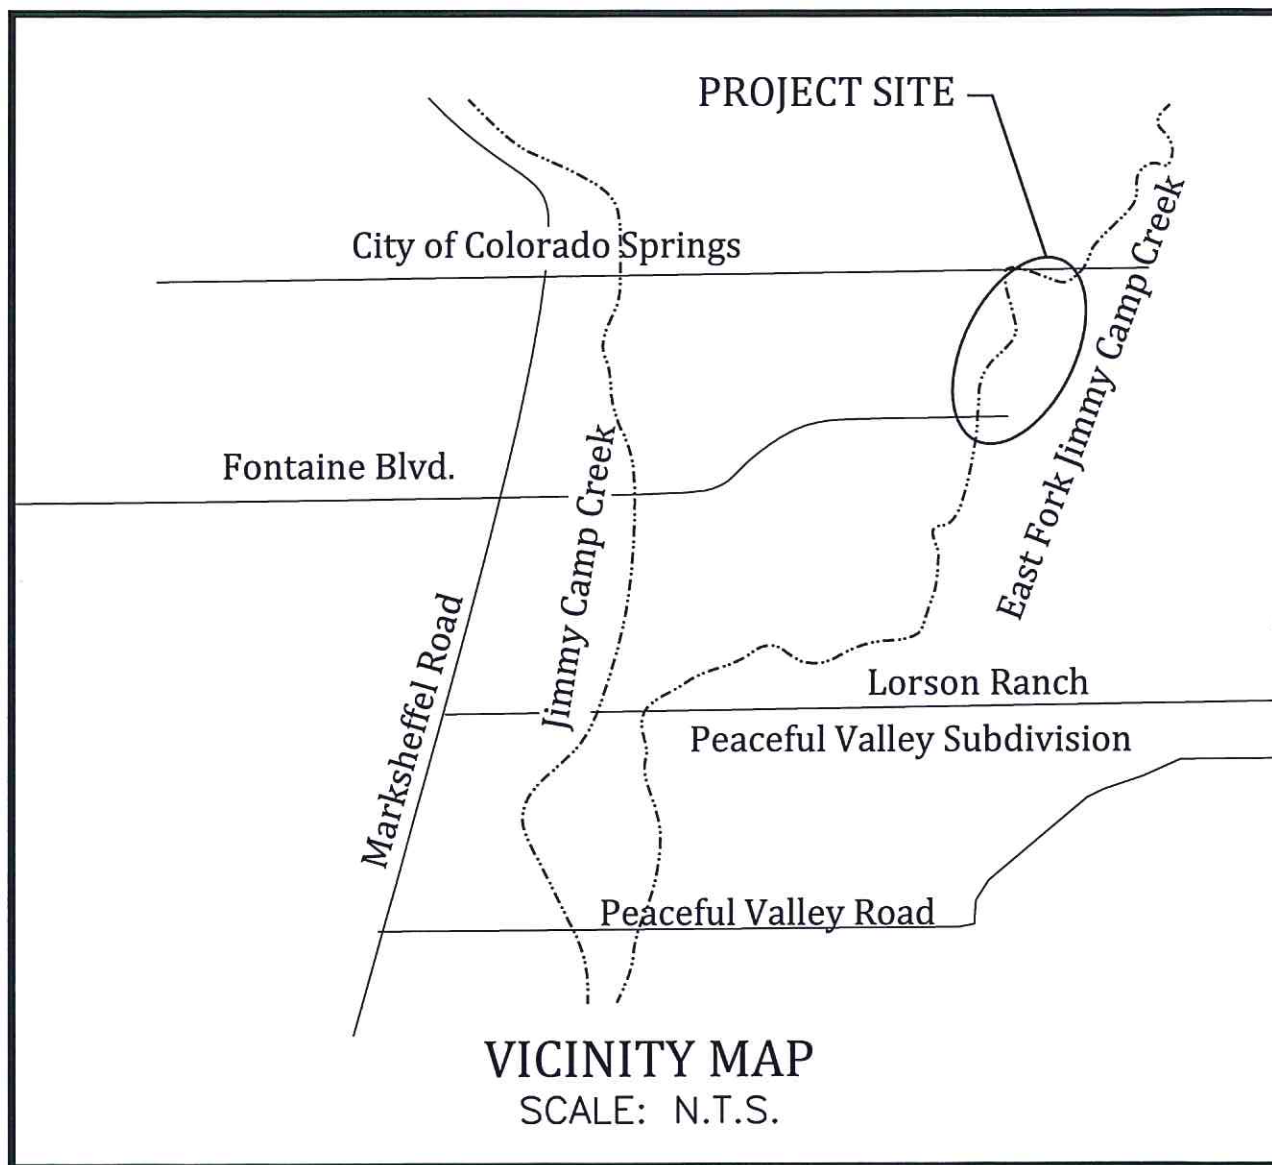 PROJECT SITE
City of Colorado Springs
East Fork Jimmy Camp Creek
Fontaine Blvd.
Jimmy Camp Creek
Marksheffel Road
Lorson Ranch
Peaceful Valley Subdivision
Peaceful Valley Road
VICINITY MAP
SCALE: N.T.S.